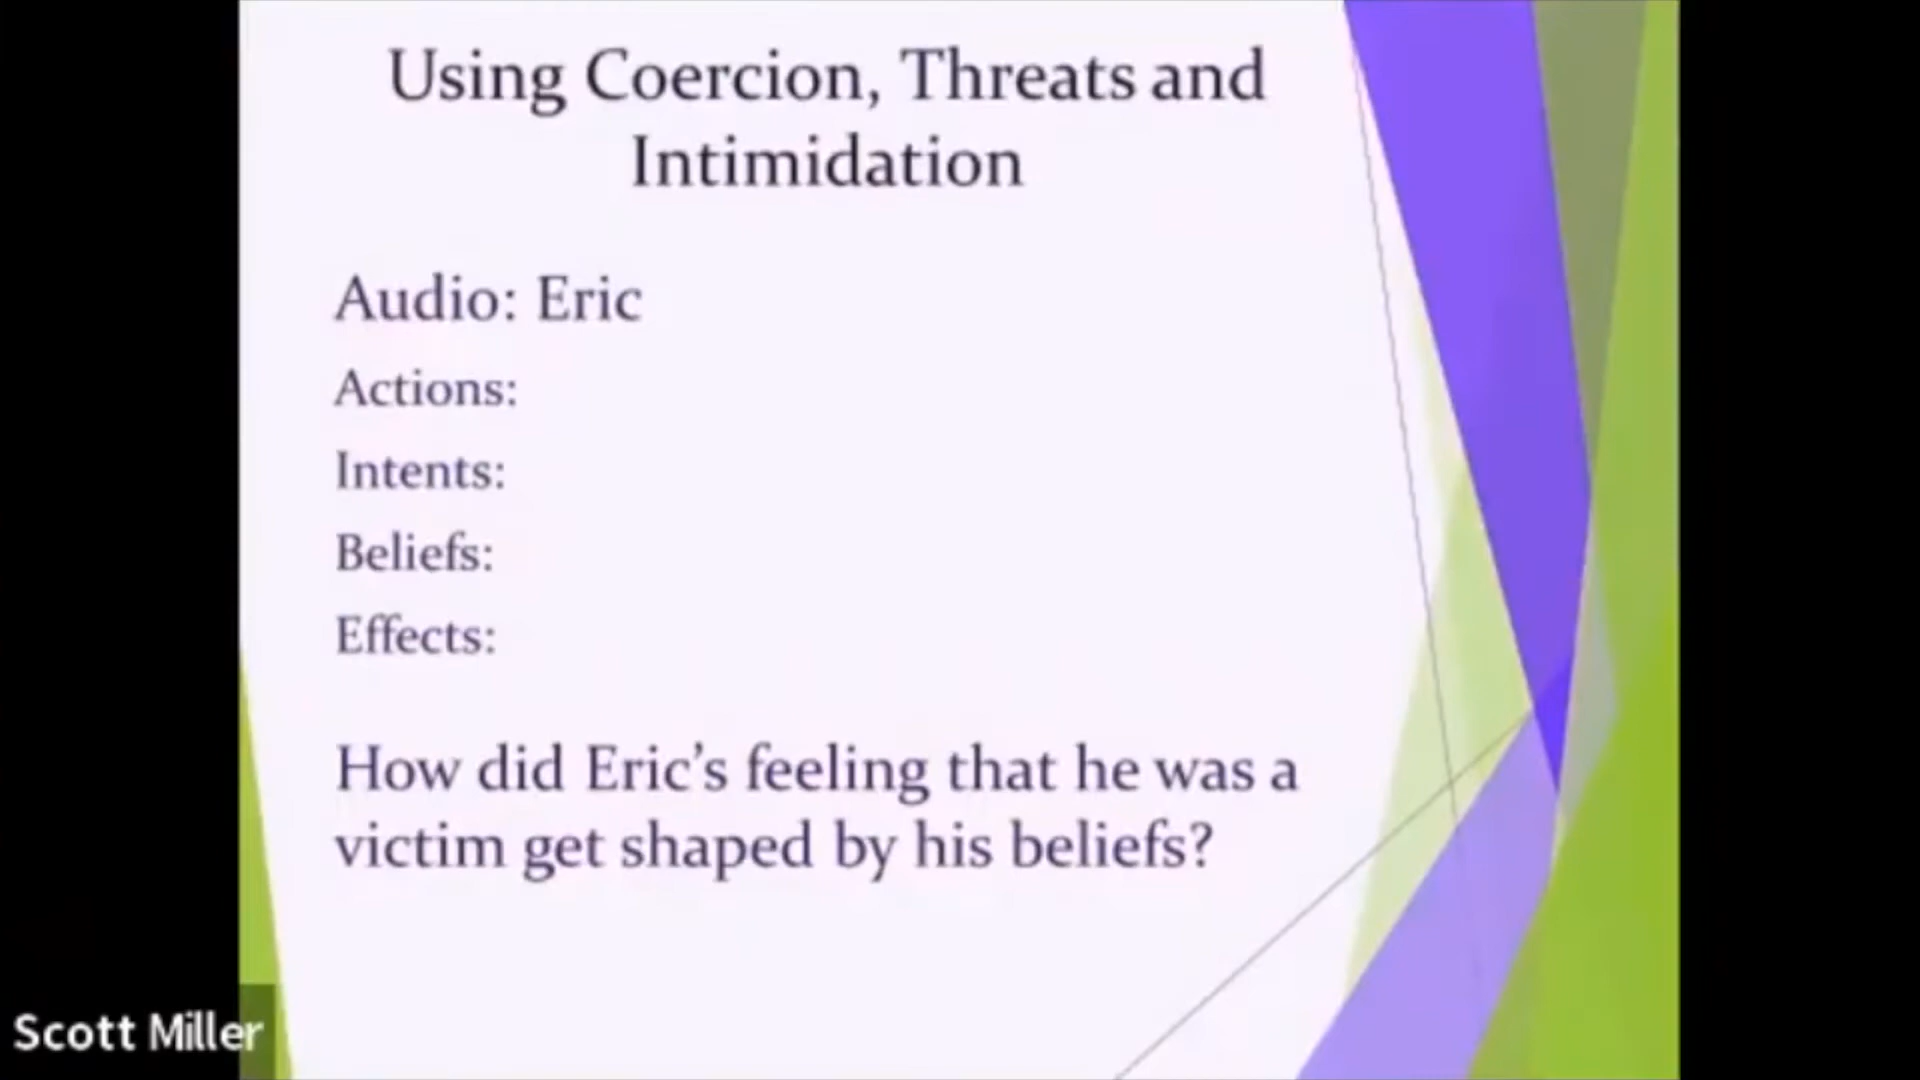 Using Coercion, Threats and
Intimidation
Audio: Eric
Actions:
Intents:
Beliefs:
Effects:
How did Eric’s feeling that he was a
victim get shaped by his beliefs?
Scott Miller